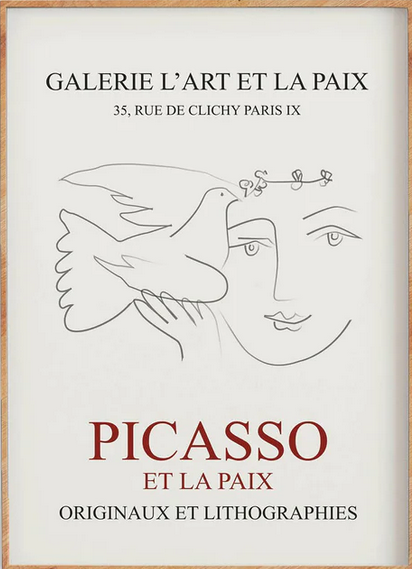 GALERIE L'ART ET LA PAIX
35, RUE DE CLICHY PARIS IX
PICASSO
ET LA PAIX
ORIGINAUX ET LITHOGRAPHIES